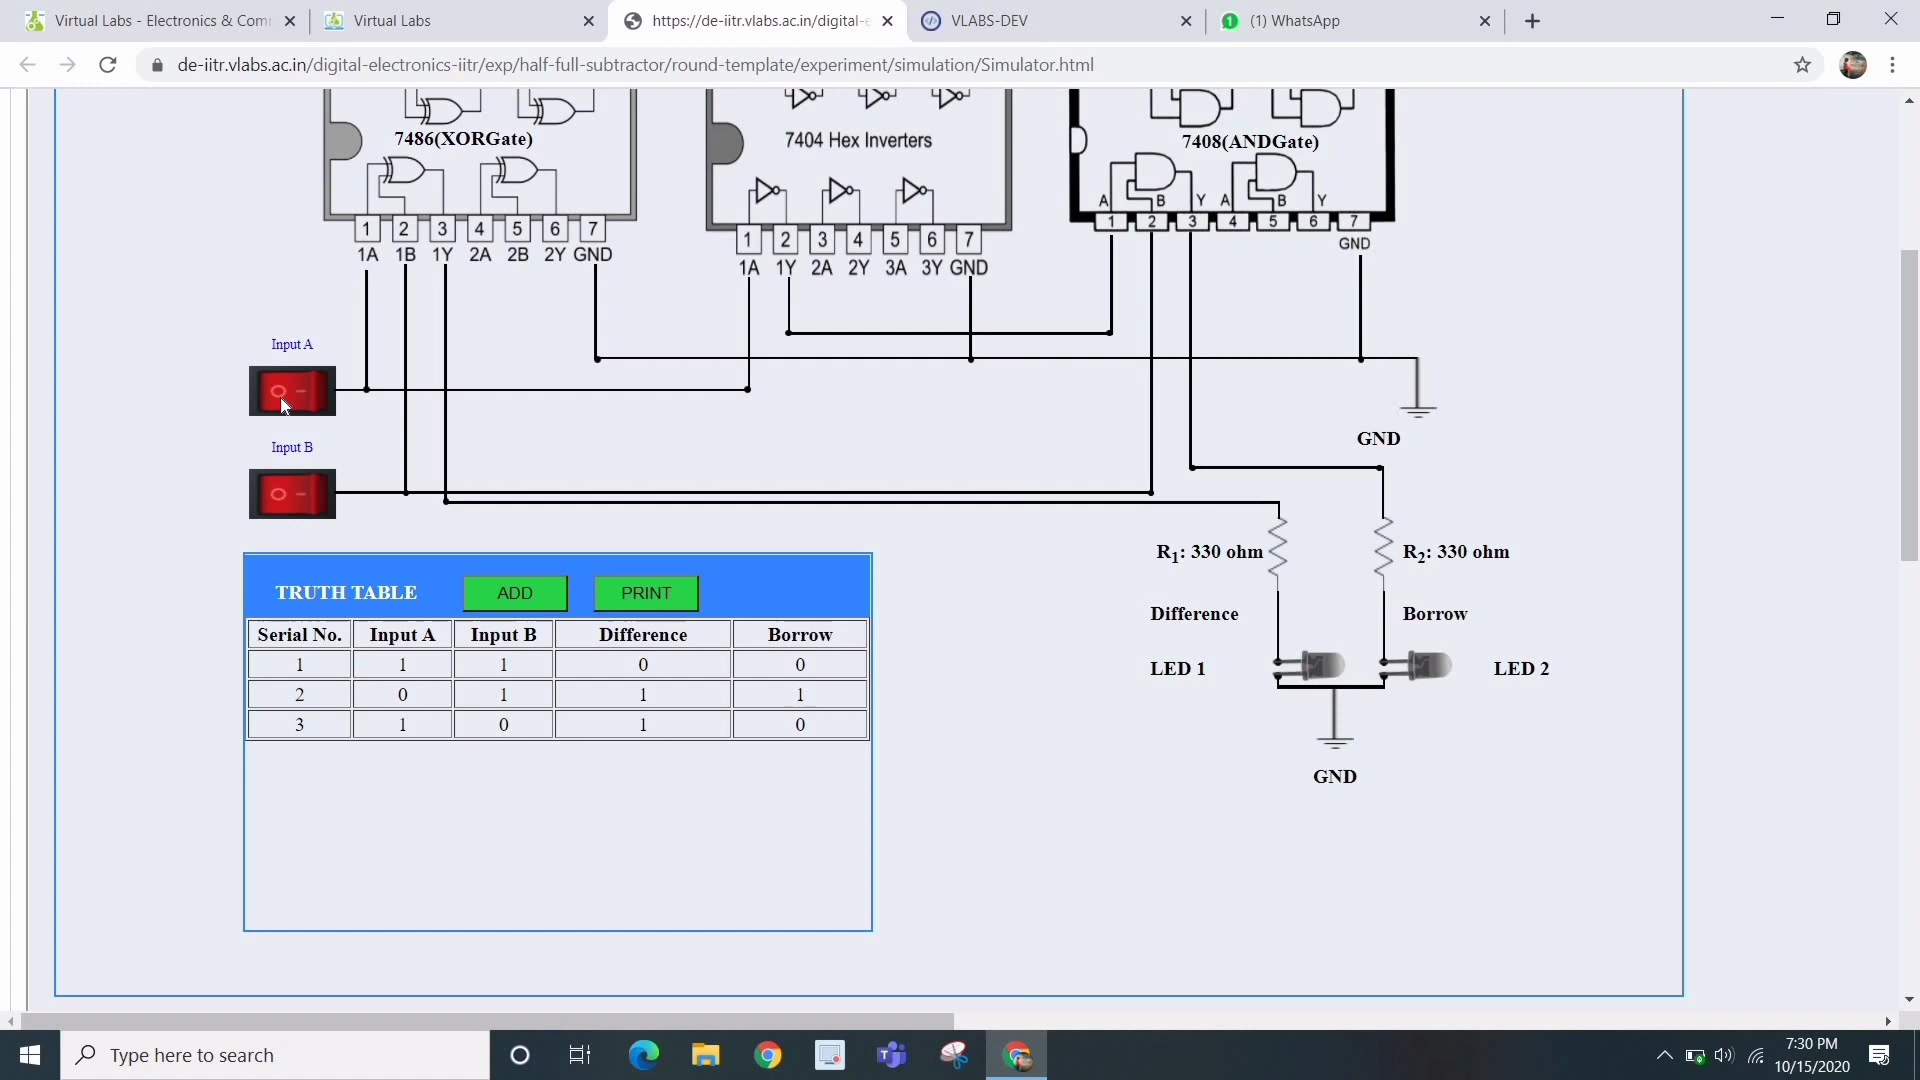 Virtual Labs - Electronics & Com
Virtual Labs
https://de-iitr.vlabs.ac.in/digital-e
VLABS-DEV
(1) WhatsApp
de-iitr.vlabs.ac.in/digital-electronics-iitr/exp/half-full-subtractor/round-template/experiment/simulation/Simulator.html
7486(XORGate)
7404 Hex Inverters
7408(ANDGate)
A B Y A B Y
1 2 3 4 5 6 7
1A 1B 1Y 2A 2B 2Y GND
1 2 3 4 5 6 7
1A 1Y 2A 2Y 3A 3Y GND
1 2 3 4 5 6 7
GND
Input A
Input B
GND
R1: 330 ohm
R2: 330 ohm
Difference
Borrow
LED 1
LED 2
GND
TRUTH TABLE ADD PRINT
Serial No. Input A Input B Difference Borrow
1 1 1 0 0
2 0 1 1 1
3 1 0 1 0
Type here to search
7:30 PM
10/15/2020